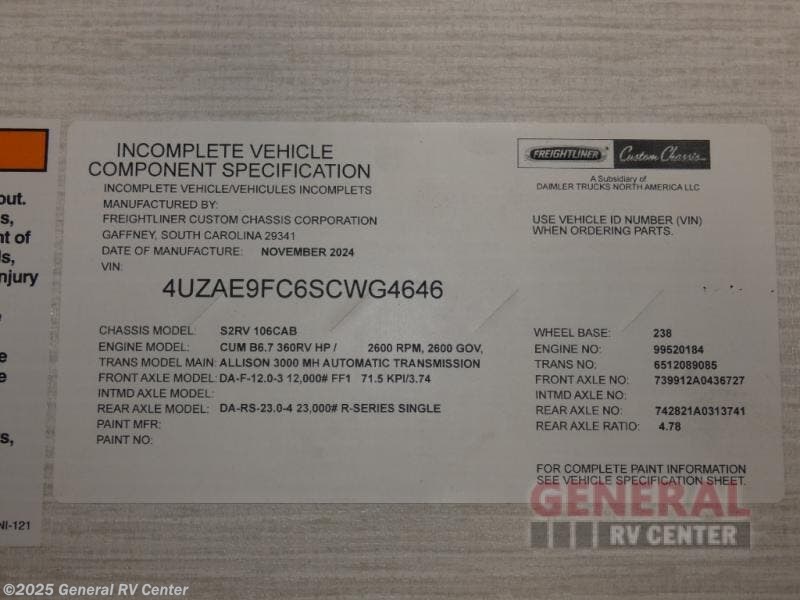 out.
s,
nt of
ls,
njury
e
e
e
s,
NI-121
INCOMPLETE VEHICLE
COMPONENT SPECIFICATION
INCOMPLETE VEHICLE/VEHICULES INCOMPLETS
MANUFACTURED BY:
FREIGHTLINER CUSTOM CHASSIS CORPORATION
GAFFNEY, SOUTH CAROLINA 29341
DATE OF MANUFACTURE: NOVEMBER 2024
VIN:
4UZAE9FC6SCWG4646
FREIGHTLINER Custom Chassis
A Subsidiary of
DAIMLER TRUCKS NORTH AMERICA LLC
USE VEHICLE ID NUMBER (VIN)
WHEN ORDERING PARTS.
CHASSIS MODEL: S2RV 106CAB
ENGINE MODEL: CUM B6.7 360RV HP / 2600 RPM, 2600 GOV,
TRANS MODEL MAIN: ALLISON 3000 MH AUTOMATIC TRANSMISSION
FRONT AXLE MODEL: DA-F-12.0-3 12,000# FF1 71.5 KPI/3.74
INTMD AXLE MODEL:
REAR AXLE MODEL: DA-RS-23.0-4 23,000# R-SERIES SINGLE
PAINT MFR:
PAINT NO:
WHEEL BASE: 238
ENGINE NO: 99520184
TRANS NO: 6512089085
FRONT AXLE NO: 739912A0436727
INTMD AXLE NO:
REAR AXLE NO: 742821A0313741
REAR AXLE RATIO: 4.78
FOR COMPLETE PAINT INFORMATION
SEE VEHICLE SPECIFICATION SHEET.
GENERAL
RV CENTER
©2025 General RV Center